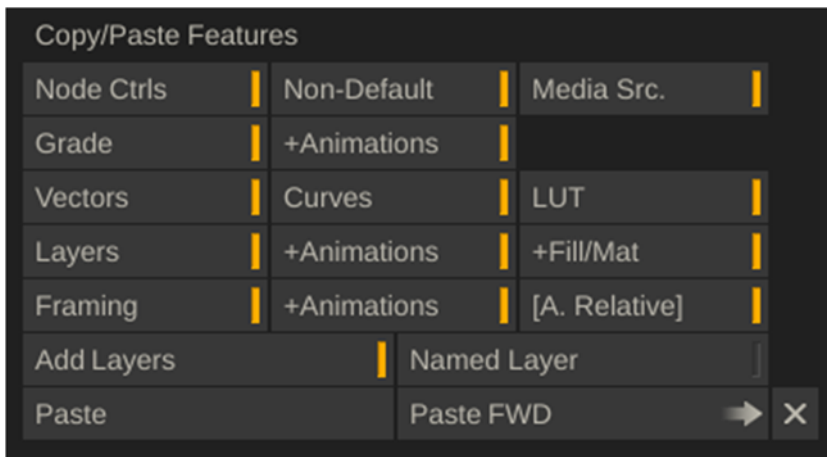 Copy/Paste Features
Node Ctrls Non-Default Media Src.
Grade +Animations
Vectors Curves LUT
Layers +Animations +Fill/Mat
Framing +Animations [A. Relative]
Add Layers Named Layer
Paste Paste FWD